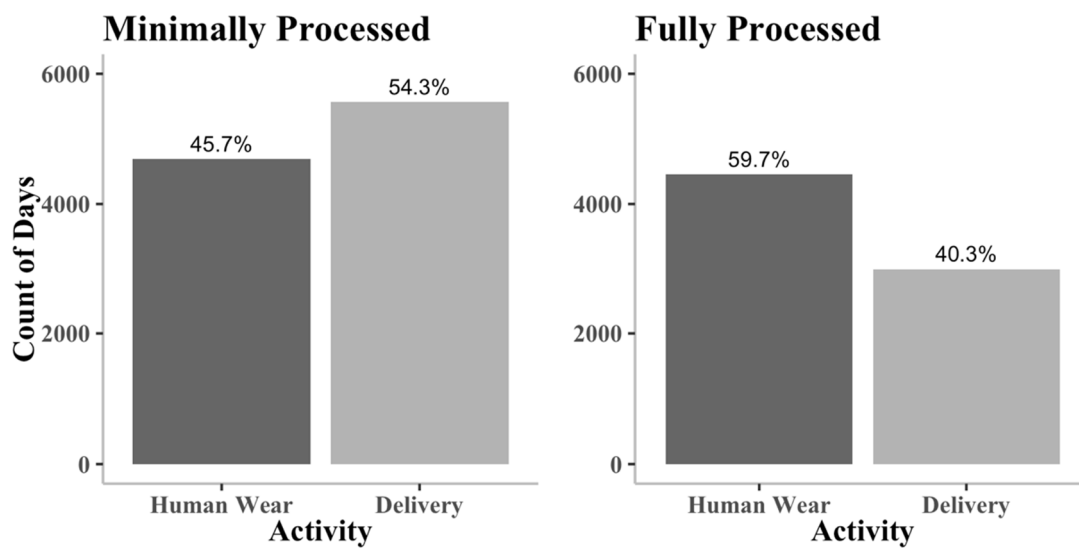 Minimally Processed
Count of Days
6000
4000
2000
0
45.7%
54.3%
Human Wear
Delivery
Activity
Fully Processed
6000
4000
2000
0
59.7%
40.3%
Human Wear
Delivery
Activity